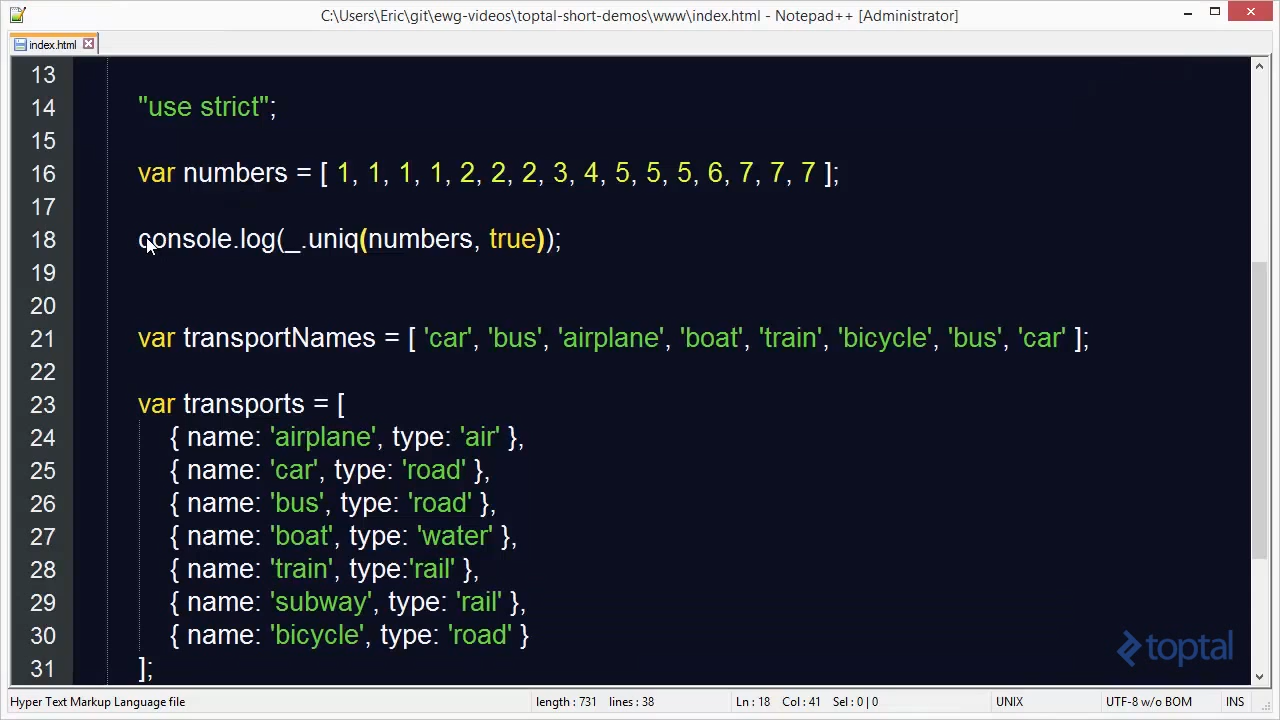 C:\Users\Eric\git\ewg-videos\toptal-short-demos\www\index.html - Notepad++ [Administrator]
index.html
13
14 "use strict";
15
16 var numbers = [ 1, 1, 1, 1, 2, 2, 2, 3, 4, 5, 5, 5, 6, 7, 7, 7 ];
17
18 console.log(_.uniq(numbers, true));
19
20
21 var transportNames = [ 'car', 'bus', 'airplane', 'boat', 'train', 'bicycle', 'bus', 'car' ];
22
23 var transports = [
24 { name: 'airplane', type: 'air' },
25 { name: 'car', type: 'road' },
26 { name: 'bus', type: 'road' },
27 { name: 'boat', type: 'water' },
28 { name: 'train', type:'rail' },
29 { name: 'subway', type: 'rail' },
30 { name: 'bicycle', type: 'road' }
31 ];
toptal
Hyper Text Markup Language file length : 731 lines : 38 Ln : 18 Col : 41 Sel : 0 | 0 UNIX UTF-8 w/o BOM INS